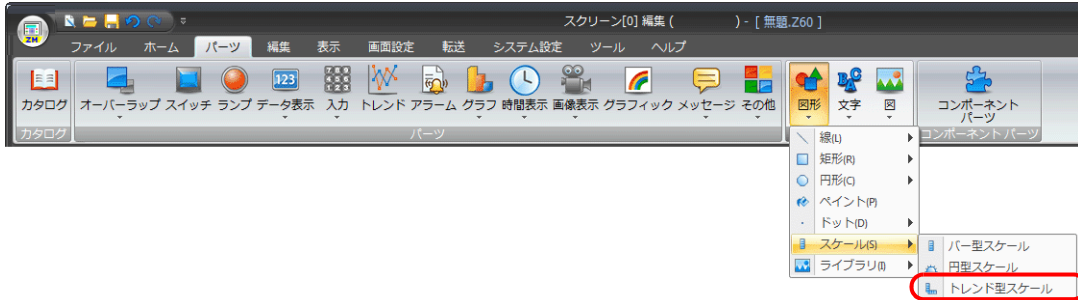 スクリーン[0] 編集 ( ) - [ 無題.Z60 ]
ZM
ファイル ホーム パーツ 編集 表示 画面設定 転送 システム設定 ツール ヘルプ
123
カタログ オーバーラップ スイッチ ランプ データ表示 入力 トレンド アラーム グラフ 時間表示 画像表示 グラフィック メッセージ その他 図形 文字 図 コンポーネント
パーツ
カタログ パーツ コンポーネント パーツ
線(L)
矩形(R)
円形(C)
ペイント(P)
ドット(D)
スケール(S) バー型スケール
ライブラリ(I) 円型スケール
トレンド型スケール